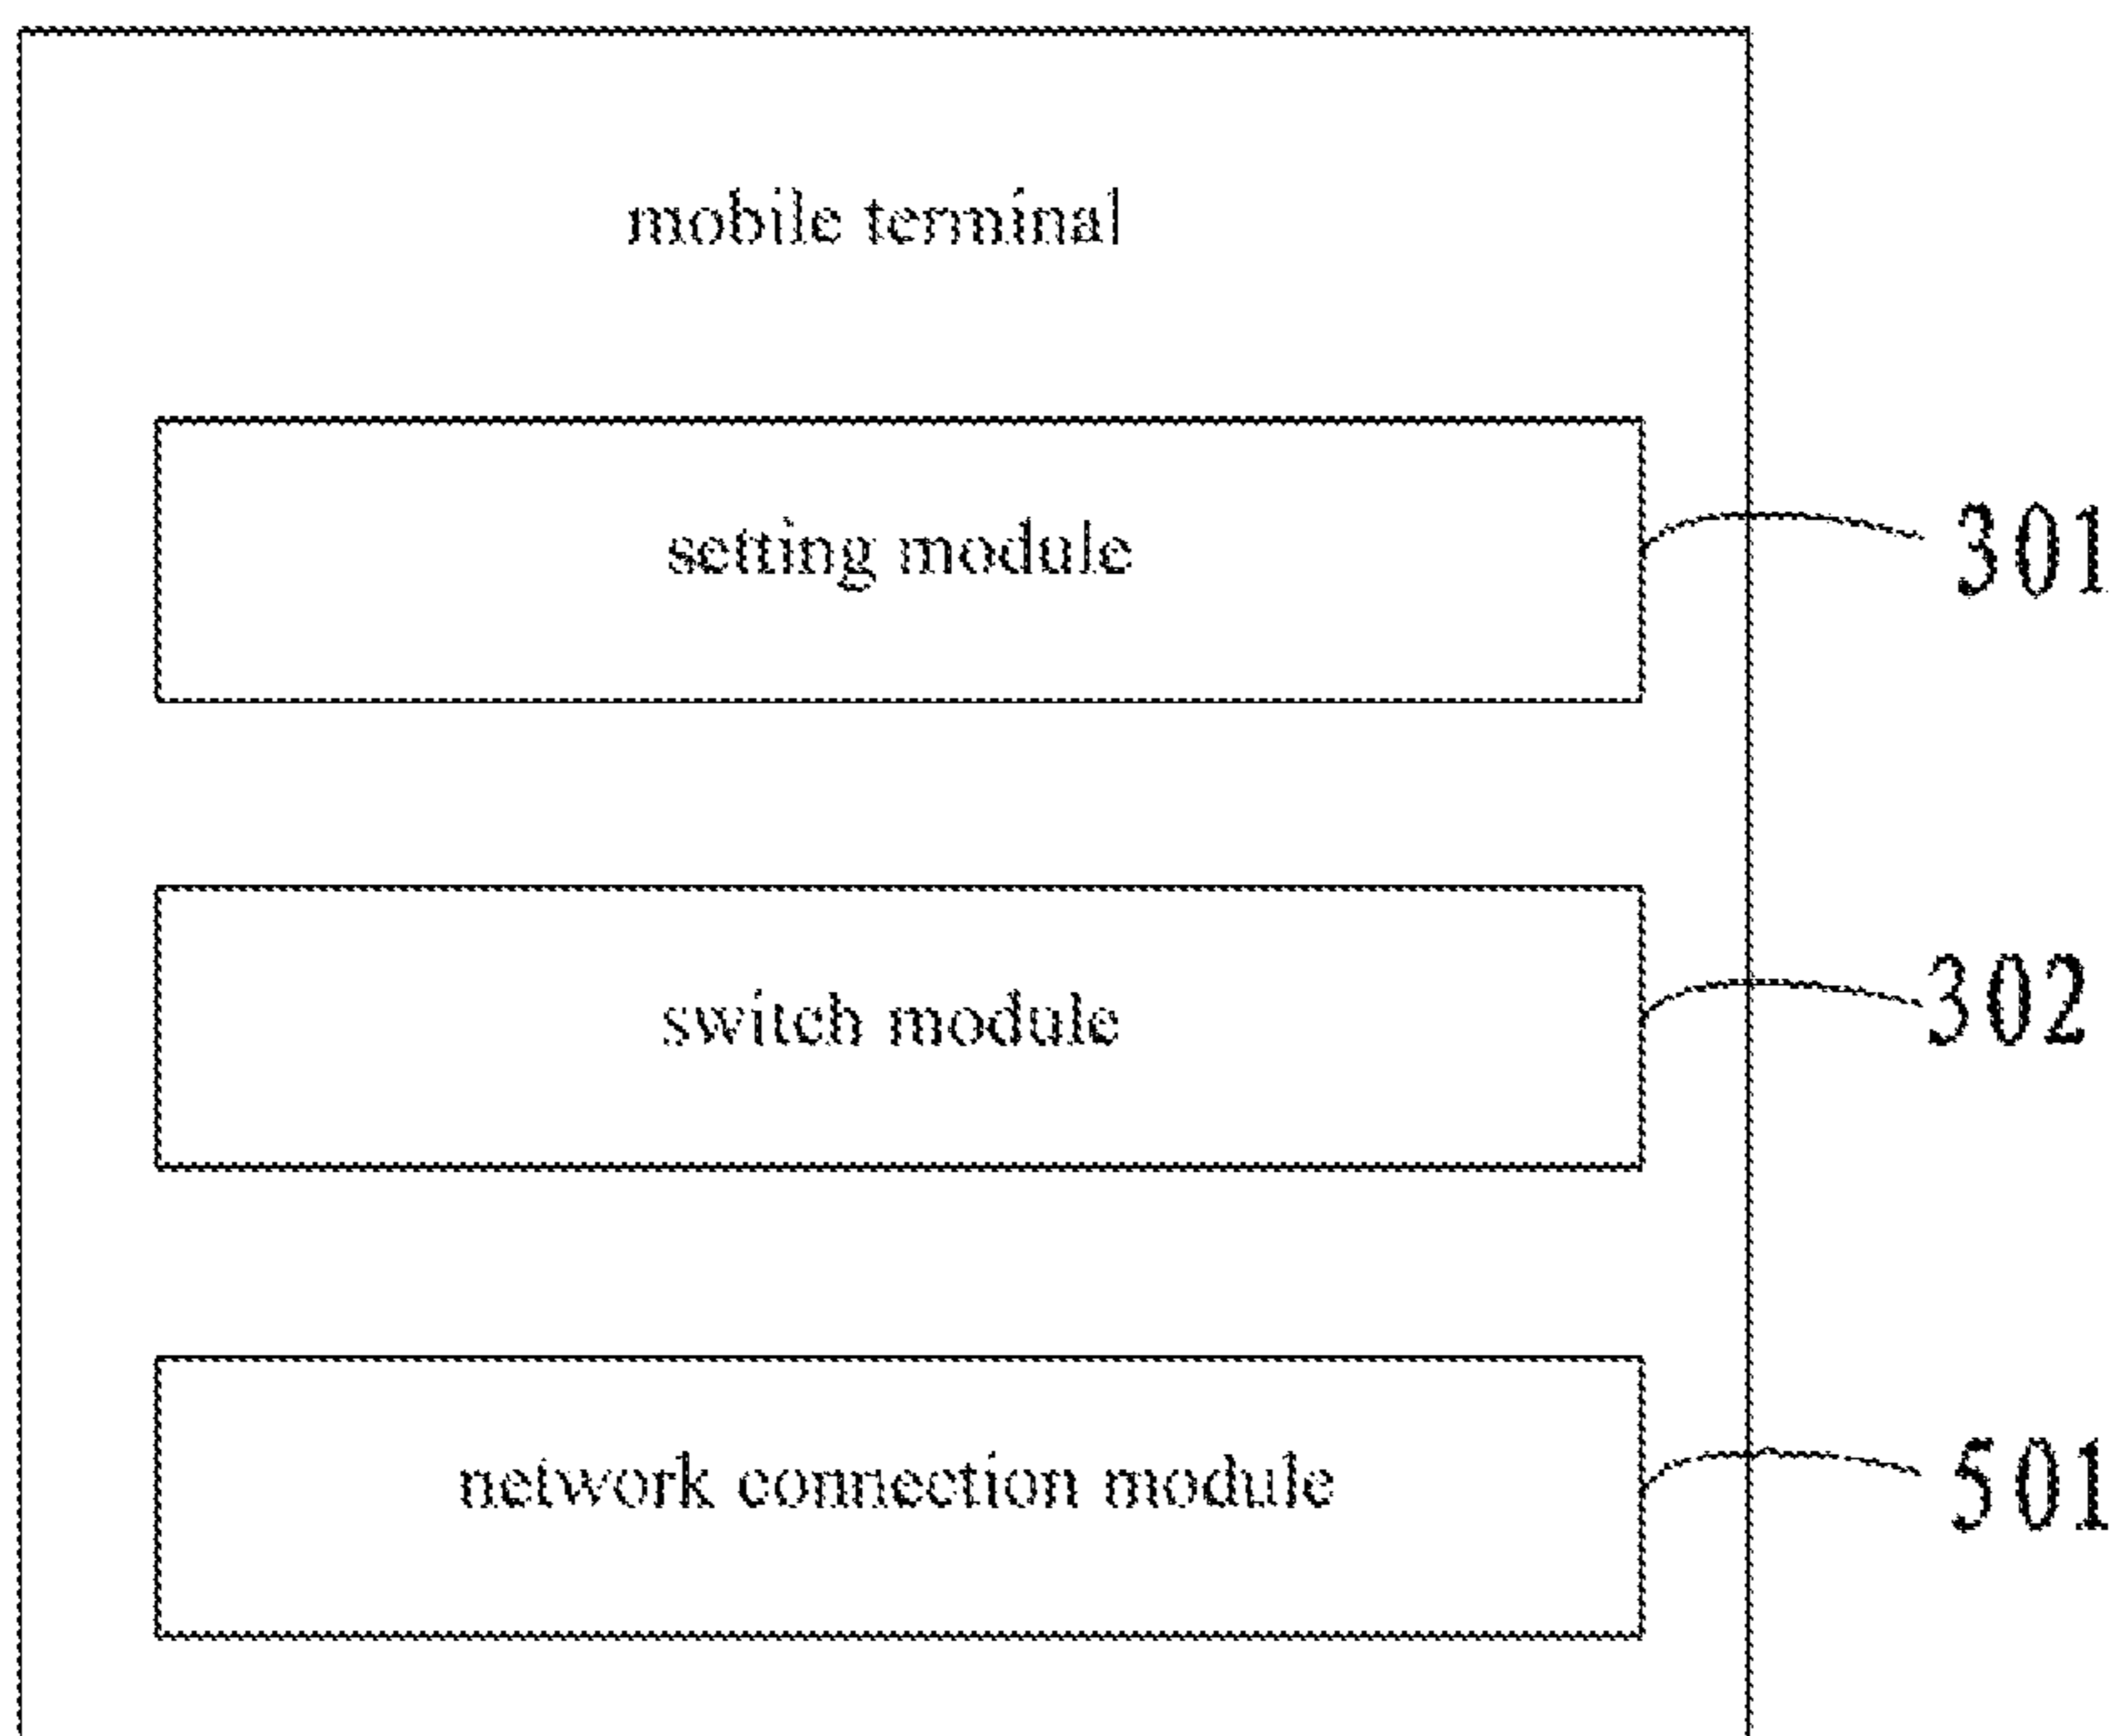 mobile terminal
setting module
301
switch module
302
network connection module
501